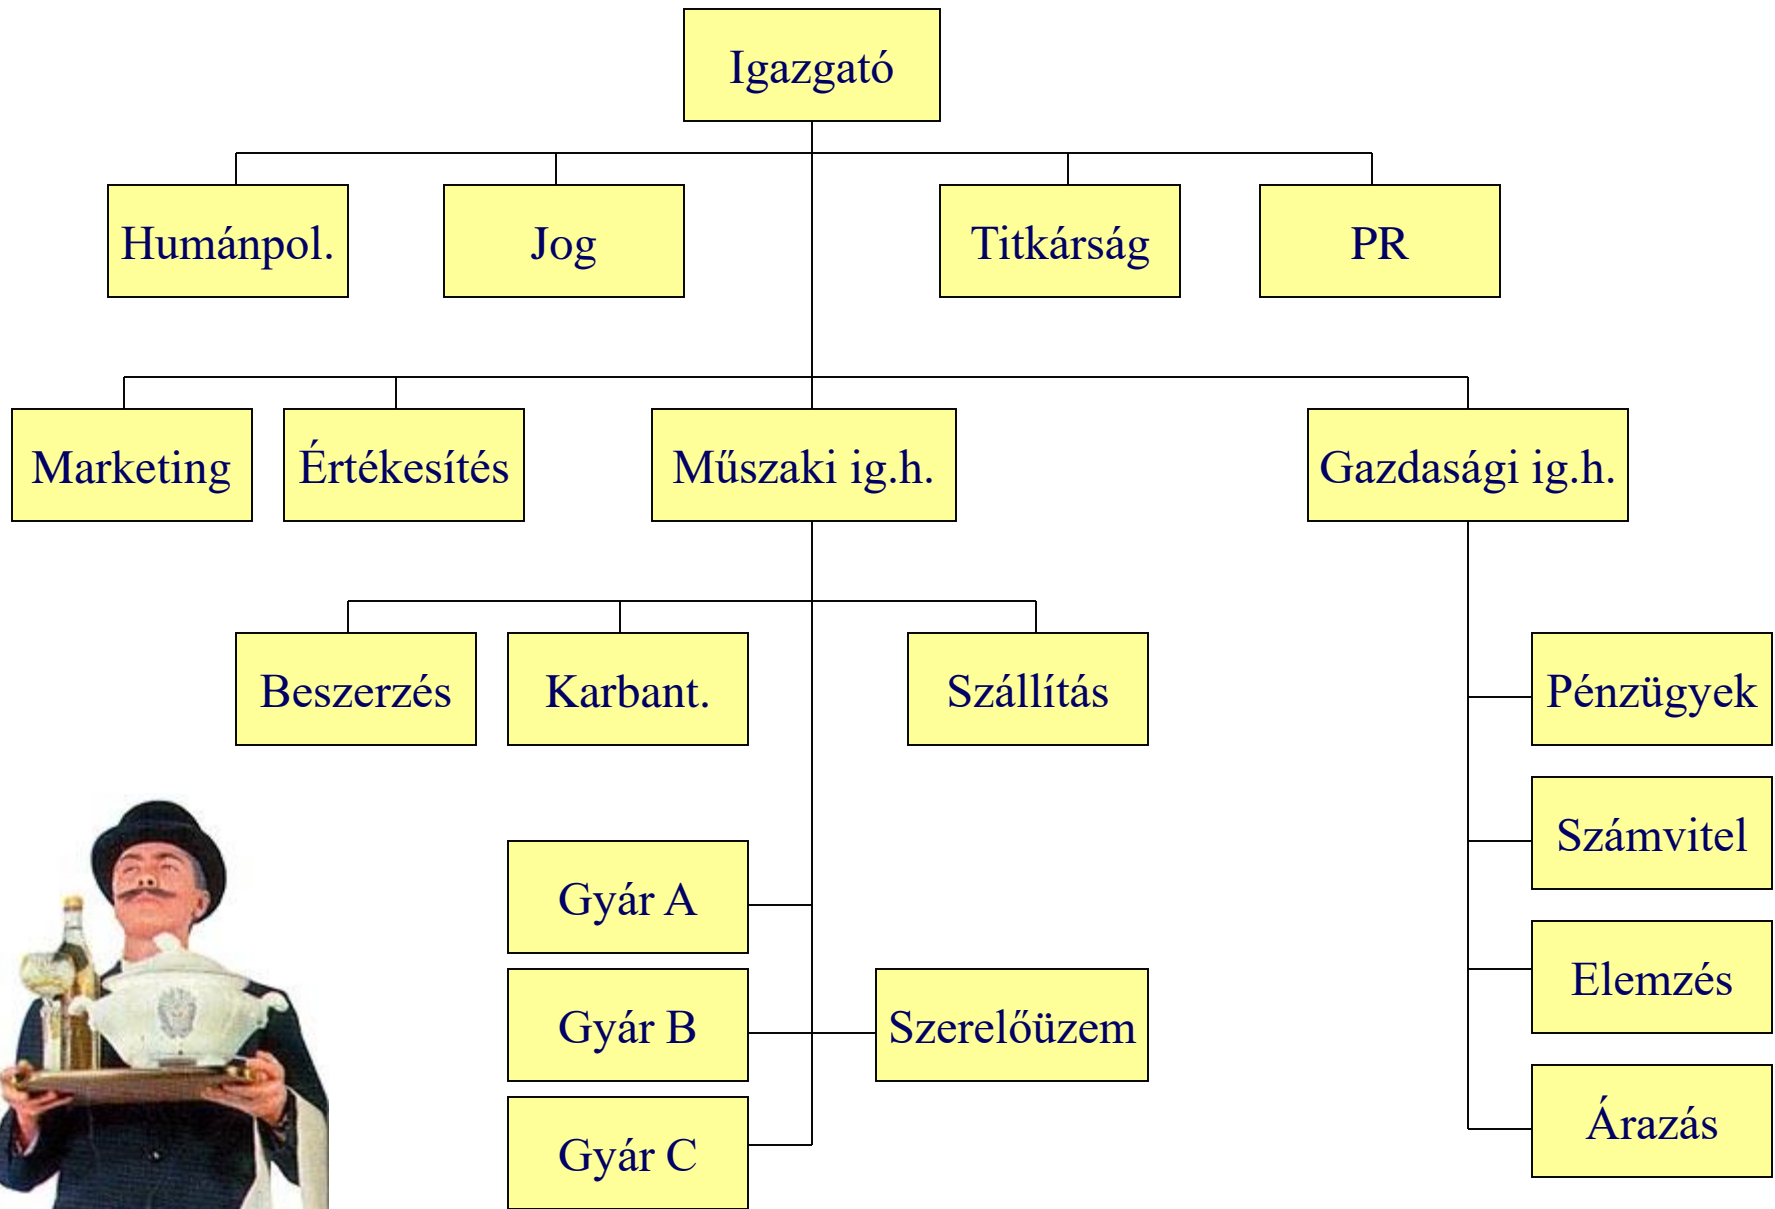 Igazgató
Humánpol.
Jog
Titkárság
PR
Marketing
Értékesítés
Műszaki ig.h.
Gazdasági ig.h.
Beszerzés
Karbant.
Szállítás
Pénzügyek
Számvitel
Gyár A
Elemzés
Gyár B
Szerelőüzem
Árazás
Gyár C